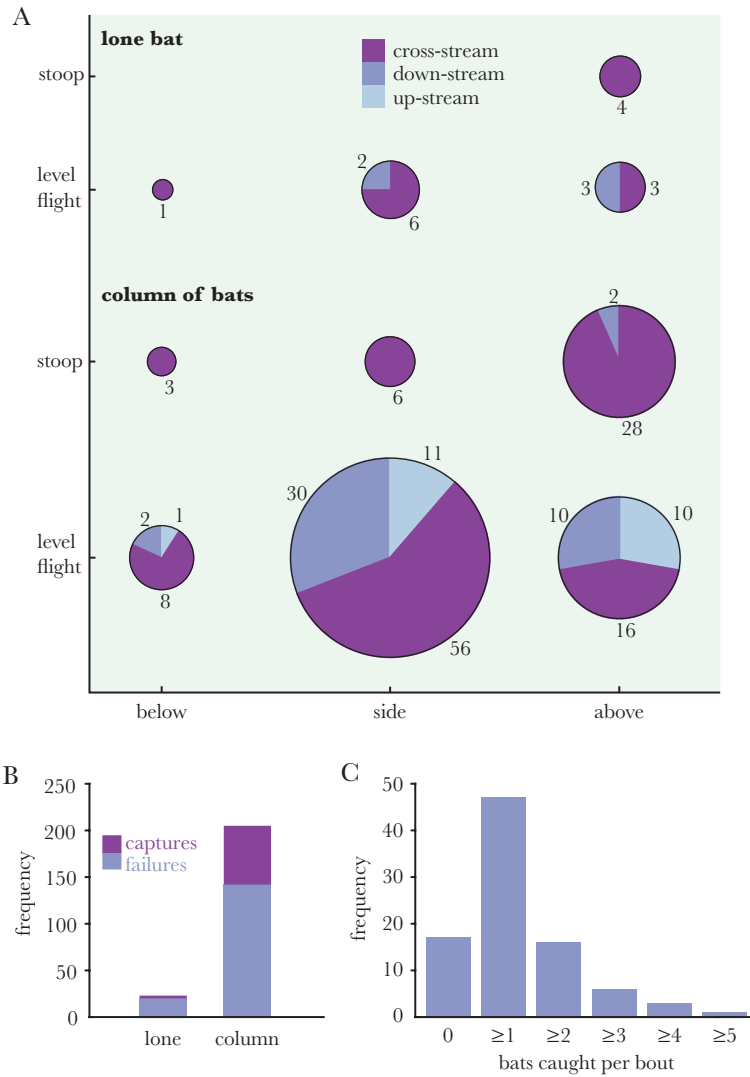 A
lone bat
cross-stream
down-stream
up-stream
stoop
4
level
flight
1
2
6
3
3
column of bats
stoop
3
6
2
28
level
flight
2
1
8
30
11
56
10
10
16
below
side
above
B
250
200
150
100
50
0
frequency
captures
failures
lone
column
C
50
40
30
20
10
0
frequency
0
≥1
≥2
≥3
≥4
≥5
bats caught per bout